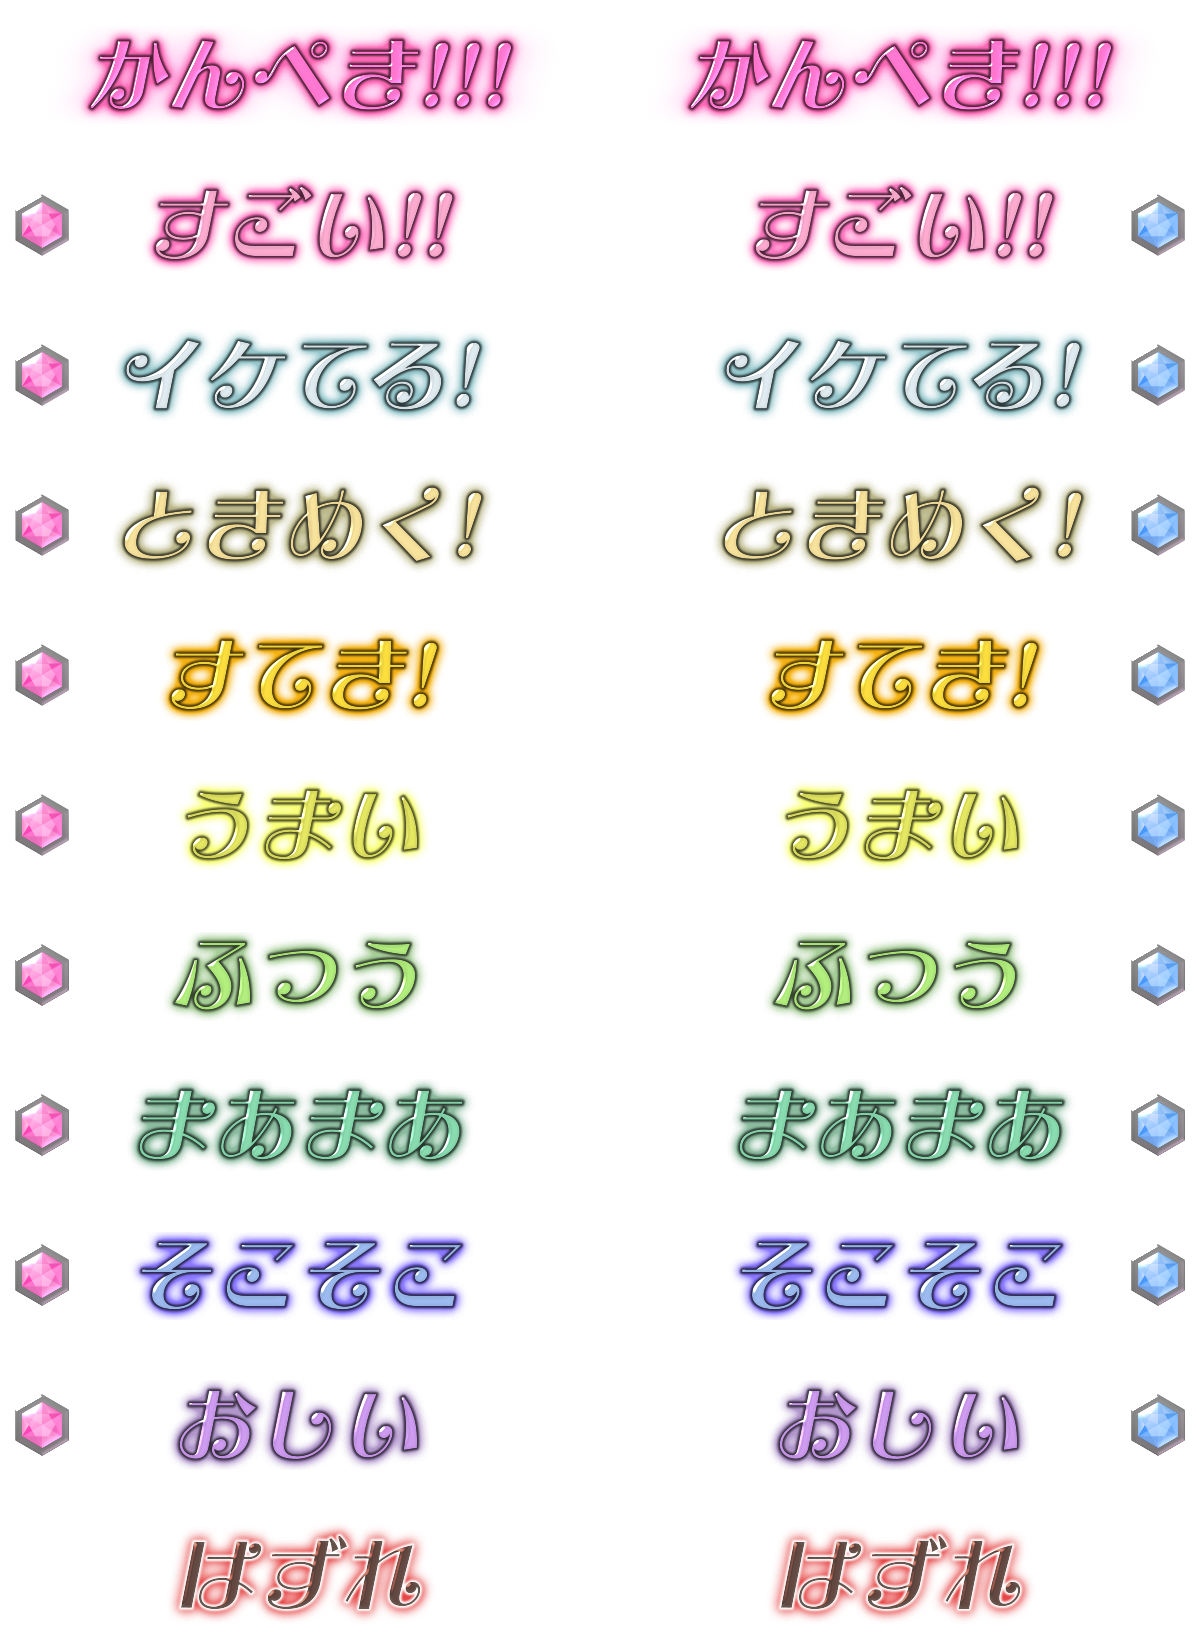 かんぺき!!! かんぺき!!!
すごい!! すごい!!
イケてる! イケてる!
ときめく! ときめく!
すてき! すてき!
うまい うまい
ふつう ふつう
まあまあ まあまあ
そこそこ そこそこ
おしい おしい
はずれ はずれ